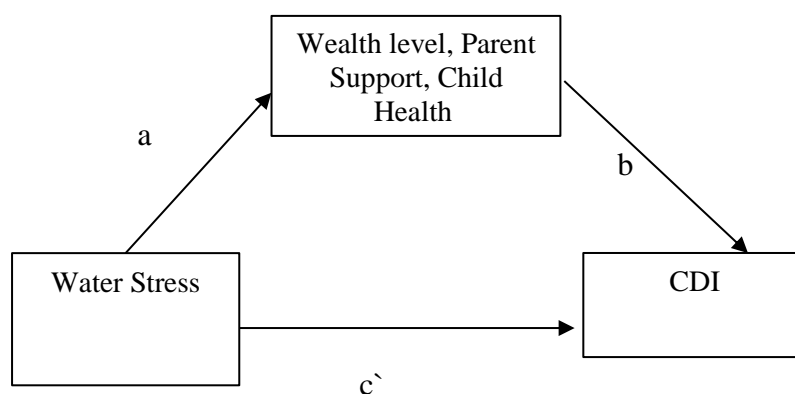 Wealth level, Parent
Support, Child
Health
a
b
Water Stress
CDI
c`